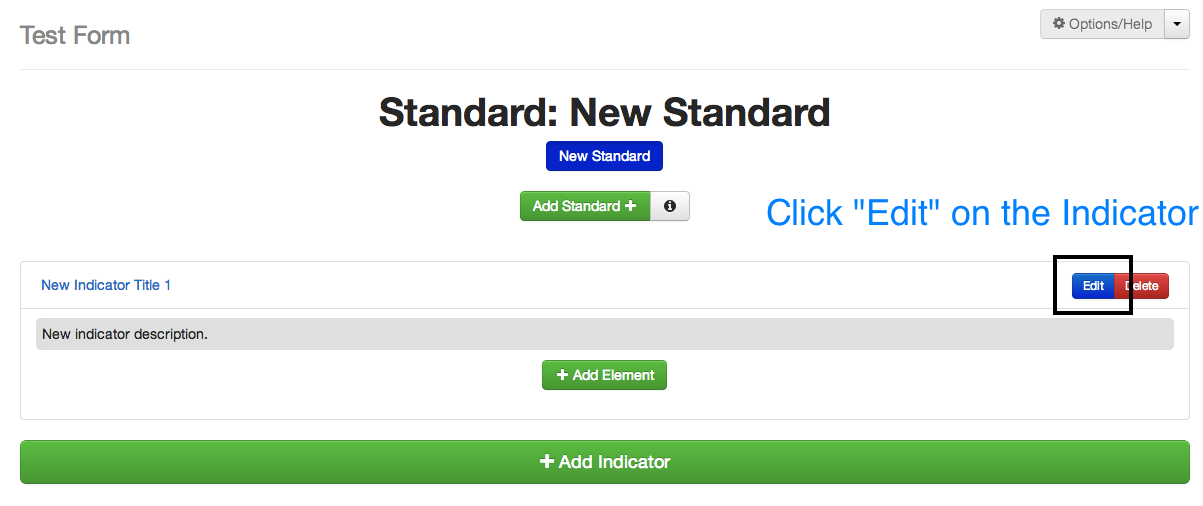 Test Form
Options/Help
Standard: New Standard
New Standard
Add Standard
Click "Edit" on the Indicator
New Indicator Title 1
Edit
Delete
New indicator description.
Add Element
Add Indicator